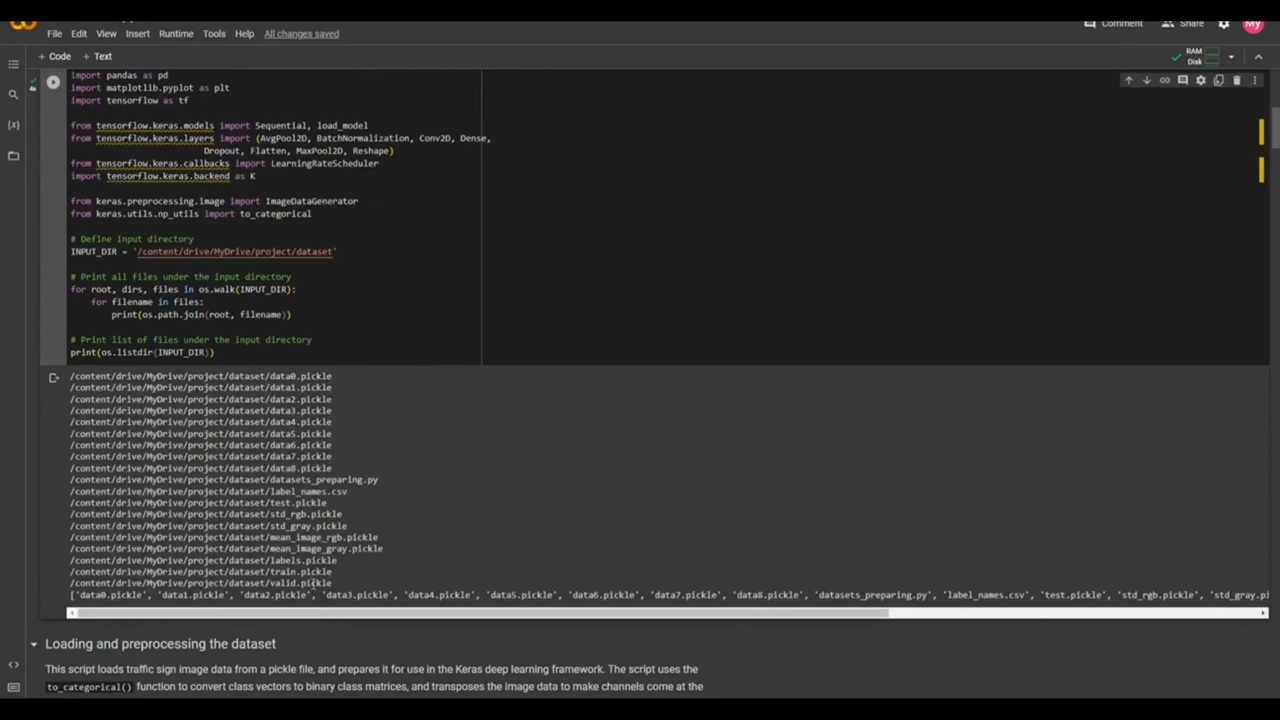 Comment Share My
File Edit View Insert Runtime Tools Help All changes saved
+ Code + Text RAM Disk
import pandas as pd
import matplotlib.pyplot as plt
import tensorflow as tf
from tensorflow.keras.models import Sequential, load_model
from tensorflow.keras.layers import (AvgPool2D, BatchNormalization, Conv2D, Dense,
Dropout, Flatten, MaxPool2D, Reshape)
from tensorflow.keras.callbacks import LearningRateScheduler
import tensorflow.keras.backend as K
from keras.preprocessing.image import ImageDataGenerator
from keras.utils.np_utils import to_categorical
# Define input directory
INPUT_DIR = '/content/drive/MyDrive/project/dataset'
# Print all files under the input directory
for root, dirs, files in os.walk(INPUT_DIR):
for filename in files:
print(os.path.join(root, filename))
# Print list of files under the input directory
print(os.listdir(INPUT_DIR))
/content/drive/MyDrive/project/dataset/data0.pickle
/content/drive/MyDrive/project/dataset/data1.pickle
/content/drive/MyDrive/project/dataset/data2.pickle
/content/drive/MyDrive/project/dataset/data3.pickle
/content/drive/MyDrive/project/dataset/data4.pickle
/content/drive/MyDrive/project/dataset/data5.pickle
/content/drive/MyDrive/project/dataset/data6.pickle
/content/drive/MyDrive/project/dataset/data7.pickle
/content/drive/MyDrive/project/dataset/data8.pickle
/content/drive/MyDrive/project/dataset/datasets_preparing.py
/content/drive/MyDrive/project/dataset/label_names.csv
/content/drive/MyDrive/project/dataset/test.pickle
/content/drive/MyDrive/project/dataset/std_rgb.pickle
/content/drive/MyDrive/project/dataset/std_gray.pickle
/content/drive/MyDrive/project/dataset/mean_image_rgb.pickle
/content/drive/MyDrive/project/dataset/mean_image_gray.pickle
/content/drive/MyDrive/project/dataset/labels.pickle
/content/drive/MyDrive/project/dataset/train.pickle
/content/drive/MyDrive/project/dataset/valid.pickle
['data0.pickle', 'data1.pickle', 'data2.pickle', 'data3.pickle', 'data4.pickle', 'data5.pickle', 'data6.pickle', 'data7.pickle', 'data8.pickle', 'datasets_preparing.py', 'label_names.csv', 'test.pickle', 'std_rgb.pickle', 'std_gray.pi
Loading and preprocessing the dataset
This script loads traffic sign image data from a pickle file, and prepares it for use in the Keras deep learning framework. The script uses the
to_categorical() function to convert class vectors to binary class matrices, and transposes the image data to make channels come at the